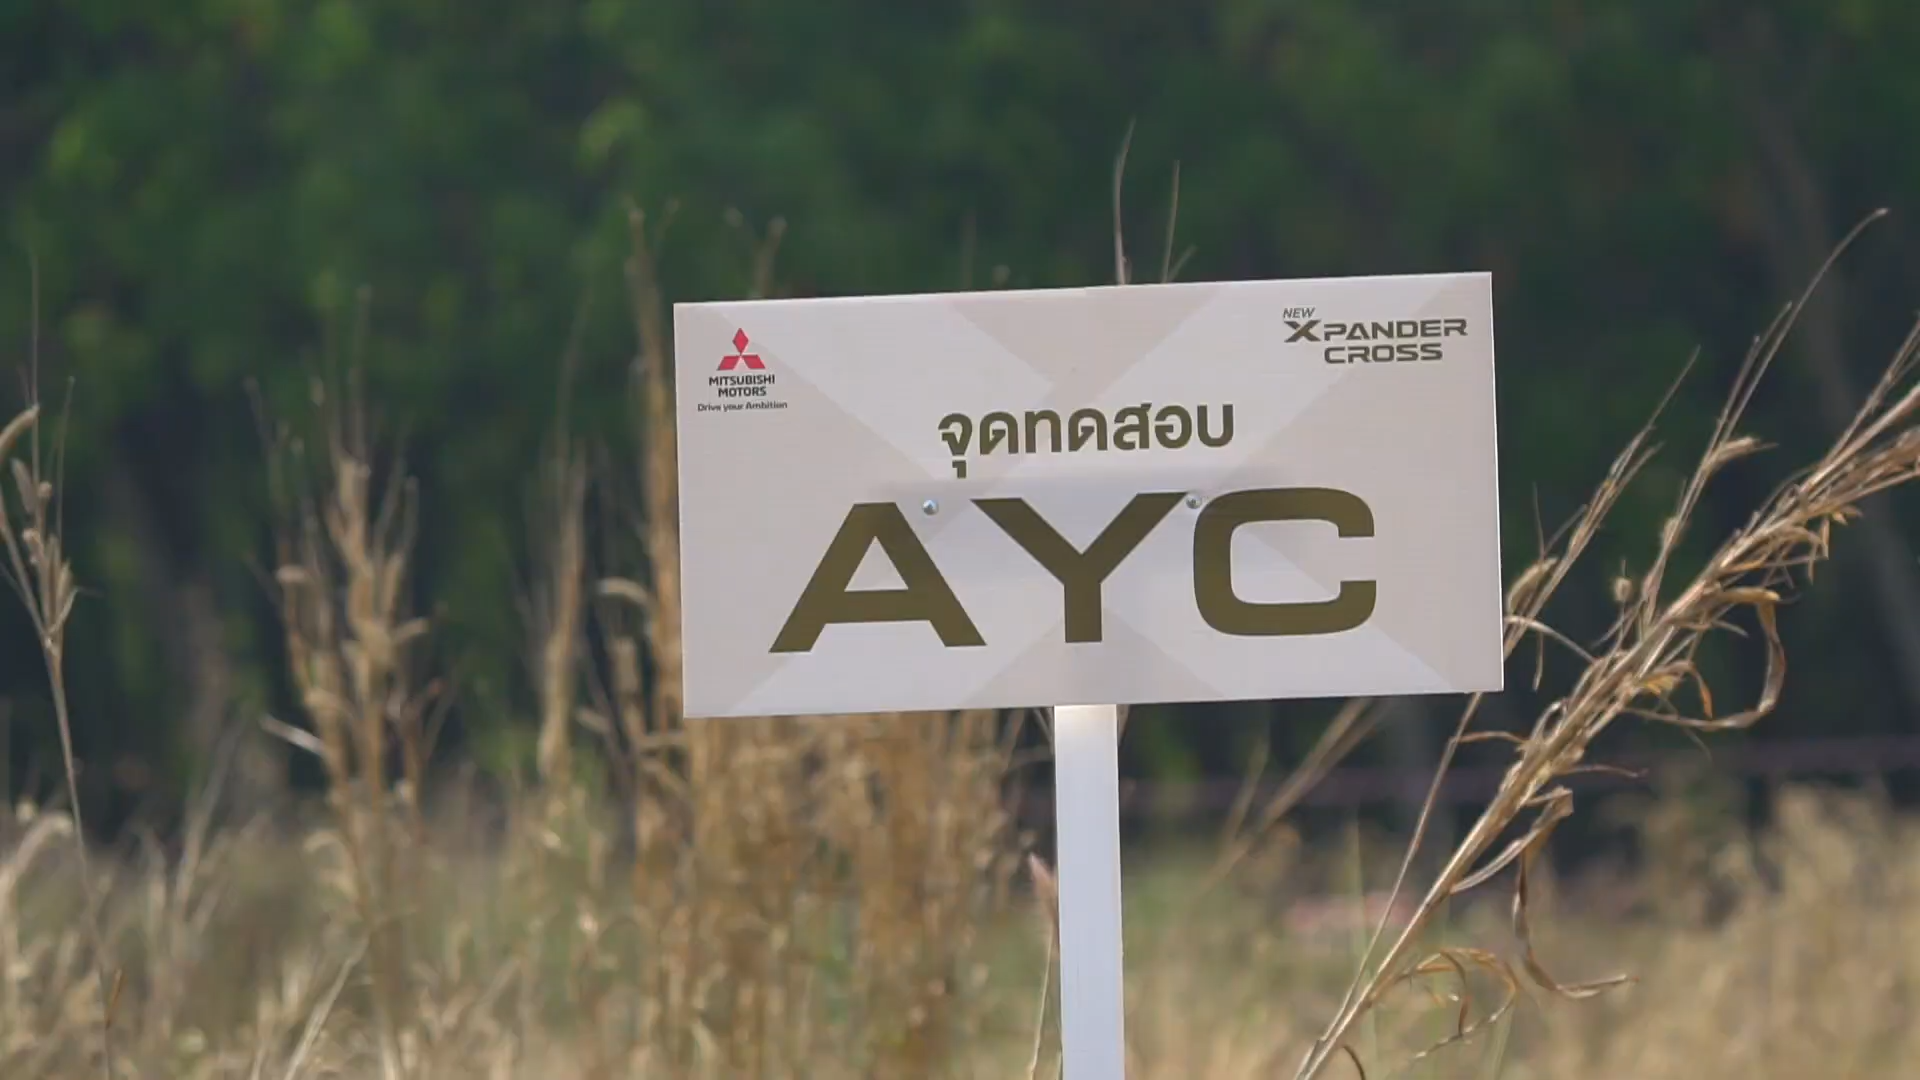 MITSUBISHI
MOTORS
Drive your Ambition
NEW
XPANDER
CROSS
จุดทดสอบ
AYC